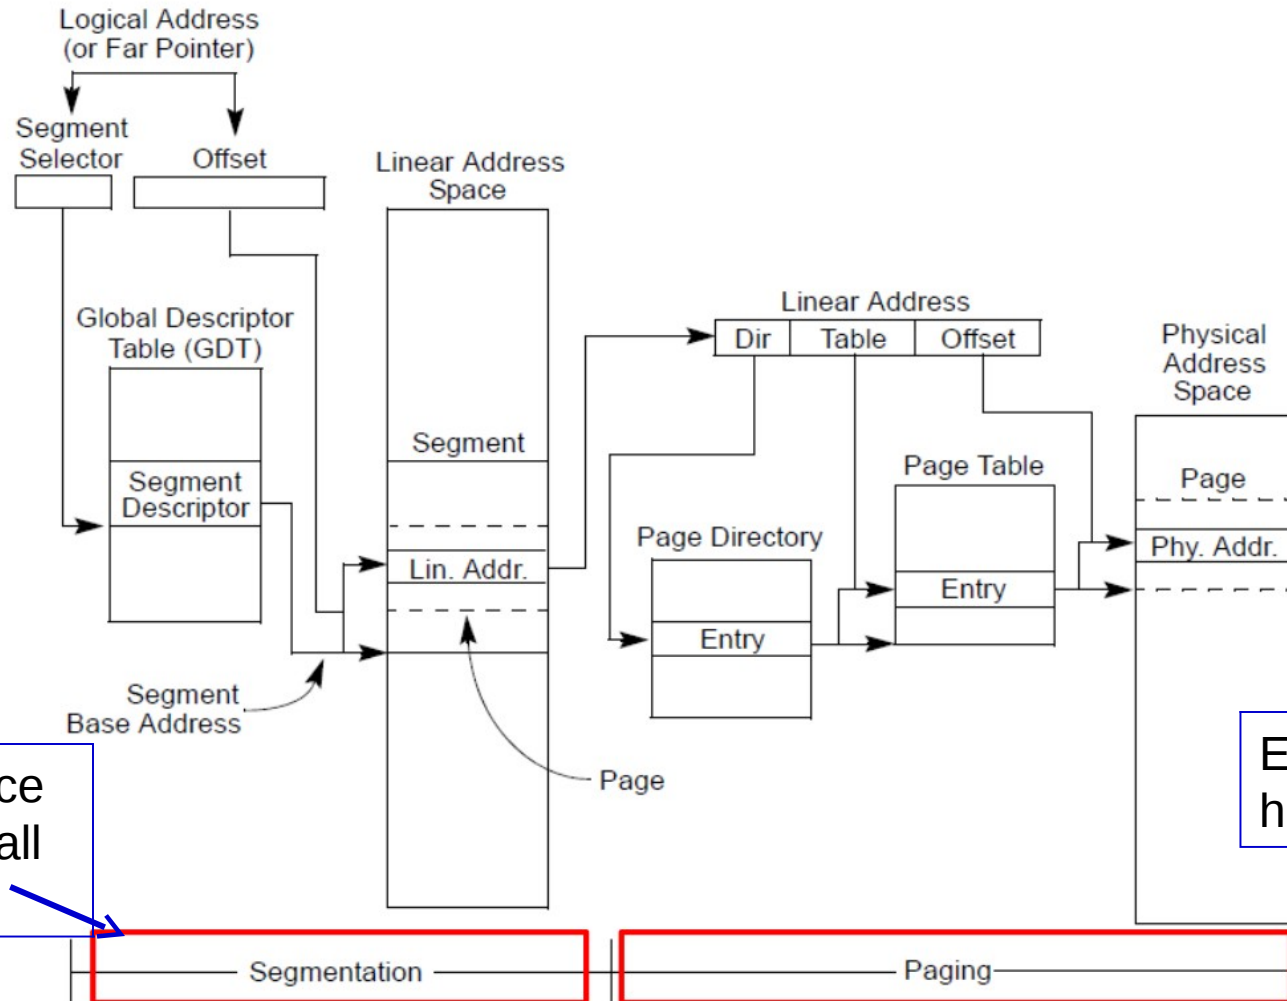 Logical Address
(or Far Pointer)
Segment
Selector
Offset
Linear Address
Space
Global Descriptor
Table (GDT)
Segment
Descriptor
Segment
Lin. Addr.
Segment
Base Address
Page
Linear Address
Dir
Table
Offset
Page Directory
Entry
Page Table
Entry
Physical
Address
Space
Page
Phy. Addr.
ce
all
E
h
Segmentation
Paging